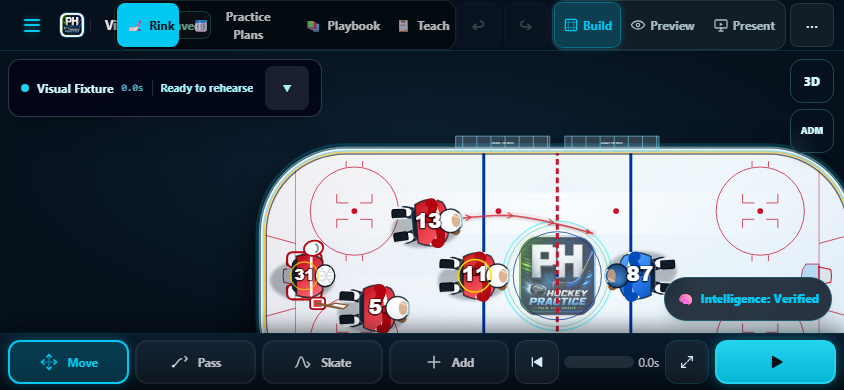 PH
Rink
Practice
Plans
Playbook
Teach
Build
Preview
Present
...
Visual Fixture 0.0s Ready to rehearse
3D
ADM
13
31
11
87
5
PH
HOCKEY
PRACTICE
Intelligence: Verified
Move
Pass
Skate
Add
0.0s